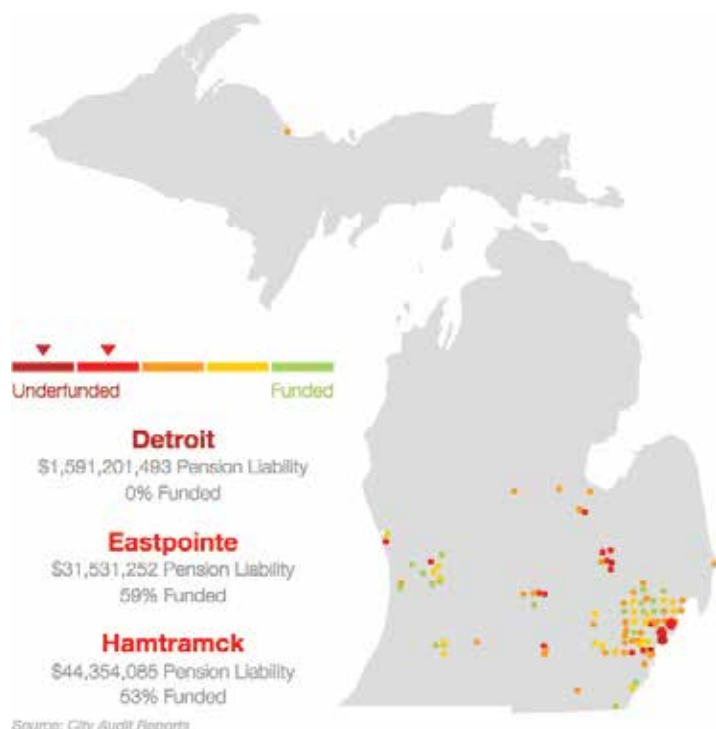 Underfunded Funded
Detroit
$1,591,201,493 Pension Liability
0% Funded
Eastpointe
$31,531,252 Pension Liability
59% Funded
Hamtramck
$44,354,085 Pension Liability
53% Funded
Source: City Audit Reports